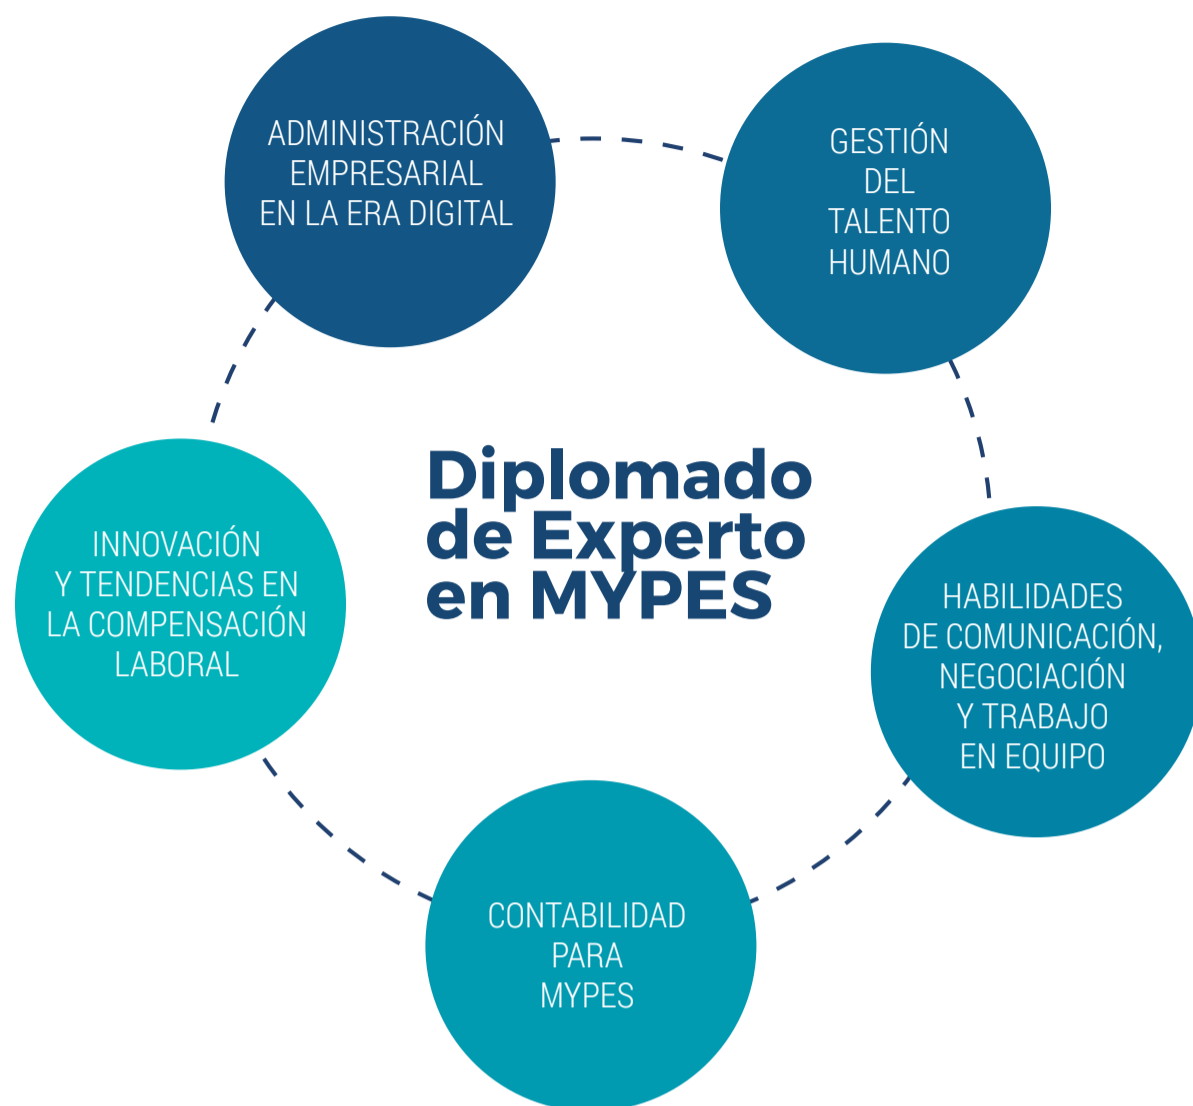 ADMINISTRACIÓN
EMPRESARIAL
EN LA ERA DIGITAL
GESTIÓN
DEL
TALENTO
HUMANO
Diplomado
de Experto
en MYPES
INNOVACIÓN
Y TENDENCIAS EN
LA COMPENSACIÓN
LABORAL
HABILIDADES
DE COMUNICACIÓN,
NEGOCIACIÓN
Y TRABAJO
EN EQUIPO
CONTABILIDAD
PARA
MYPES